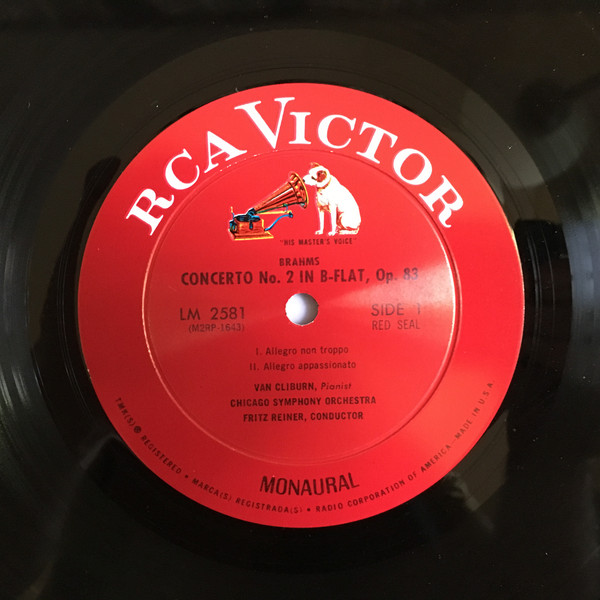 RCA VICTOR
"HIS MASTER'S VOICE"
BRAHMS
CONCERTO No. 2 IN B-FLAT, Op. 83
LM 2581
(M2RP-1643)
SIDE 1
RED SEAL
I. Allegro non troppo
II. Allegro appassionato
VAN CLIBURN, Pianist
CHICAGO SYMPHONY ORCHESTRA
FRITZ REINER, CONDUCTOR
MONAURAL
TMK(S) ® REGISTERED • MARCA(S) REGISTRADA(S) • RADIO CORPORATION OF AMERICA - MADE IN U.S.A.